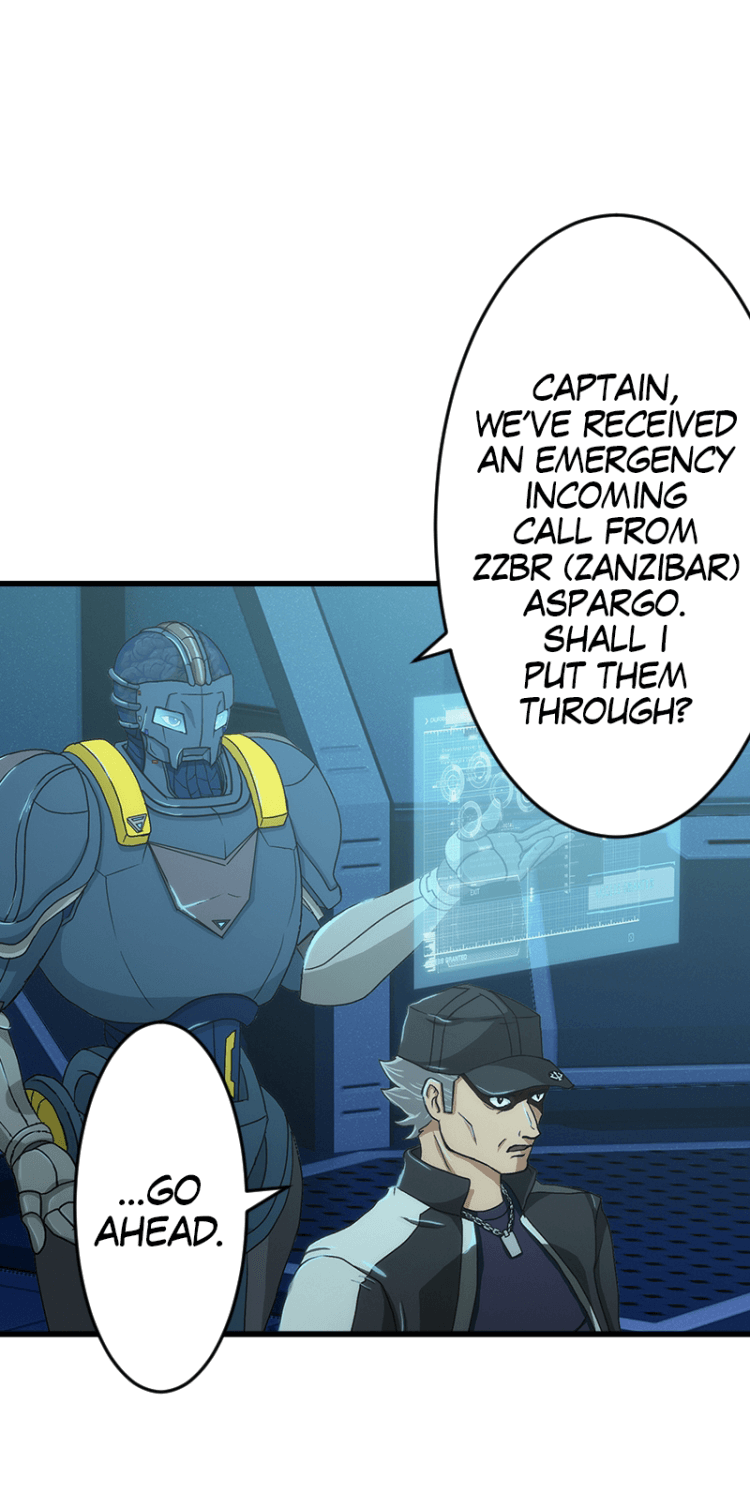 CAPTAIN,
WE'VE RECEIVED
AN EMERGENCY
INCOMING
CALL FROM
ZZBR (ZANZIBAR)
ASPARGO.
SHALL I
PUT THEM
THROUGH?
...GO
AHEAD.